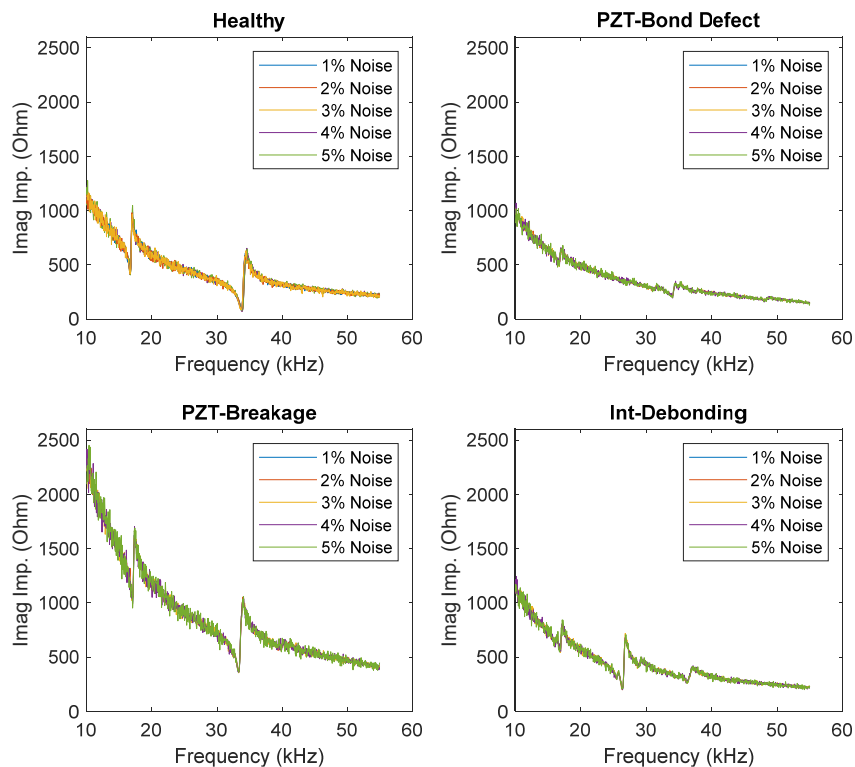 Healthy
2500
2000
1500
1000
500
0
Imag Imp. (Ohm)
1% Noise
2% Noise
3% Noise
4% Noise
5% Noise
10 20 30 40 50 60
Frequency (kHz)
PZT-Bond Defect
2500
2000
1500
1000
500
0
Imag Imp. (Ohm)
1% Noise
2% Noise
3% Noise
4% Noise
5% Noise
10 20 30 40 50 60
Frequency (kHz)
PZT-Breakage
2500
2000
1500
1000
500
0
Imag Imp. (Ohm)
1% Noise
2% Noise
3% Noise
4% Noise
5% Noise
10 20 30 40 50 60
Frequency (kHz)
Int-Debonding
2500
2000
1500
1000
500
0
Imag Imp. (Ohm)
1% Noise
2% Noise
3% Noise
4% Noise
5% Noise
10 20 30 40 50 60
Frequency (kHz)